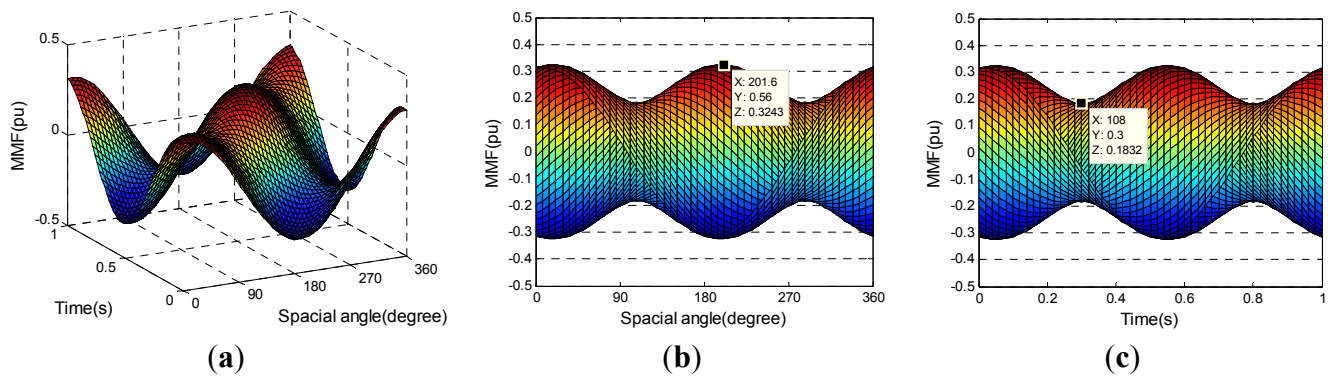 0.5
0
-0.5
MMF(pu)
1
0.5
0
Time(s)
0
90
180
270
360
Spacial angle(degree)
(a)
0.5
0.4
0.3
0.2
0.1
0
-0.1
-0.2
-0.3
-0.4
-0.5
MMF(pu)
X: 201.6
Y: 0.56
Z: 0.3243
0
90
180
270
360
Spacial angle(degree)
(b)
0.5
0.4
0.3
0.2
0.1
0
-0.1
-0.2
-0.3
-0.4
-0.5
MMF(pu)
X: 108
Y: 0.3
Z: 0.1832
0
0.2
0.4
0.6
0.8
1
Time(s)
(c)